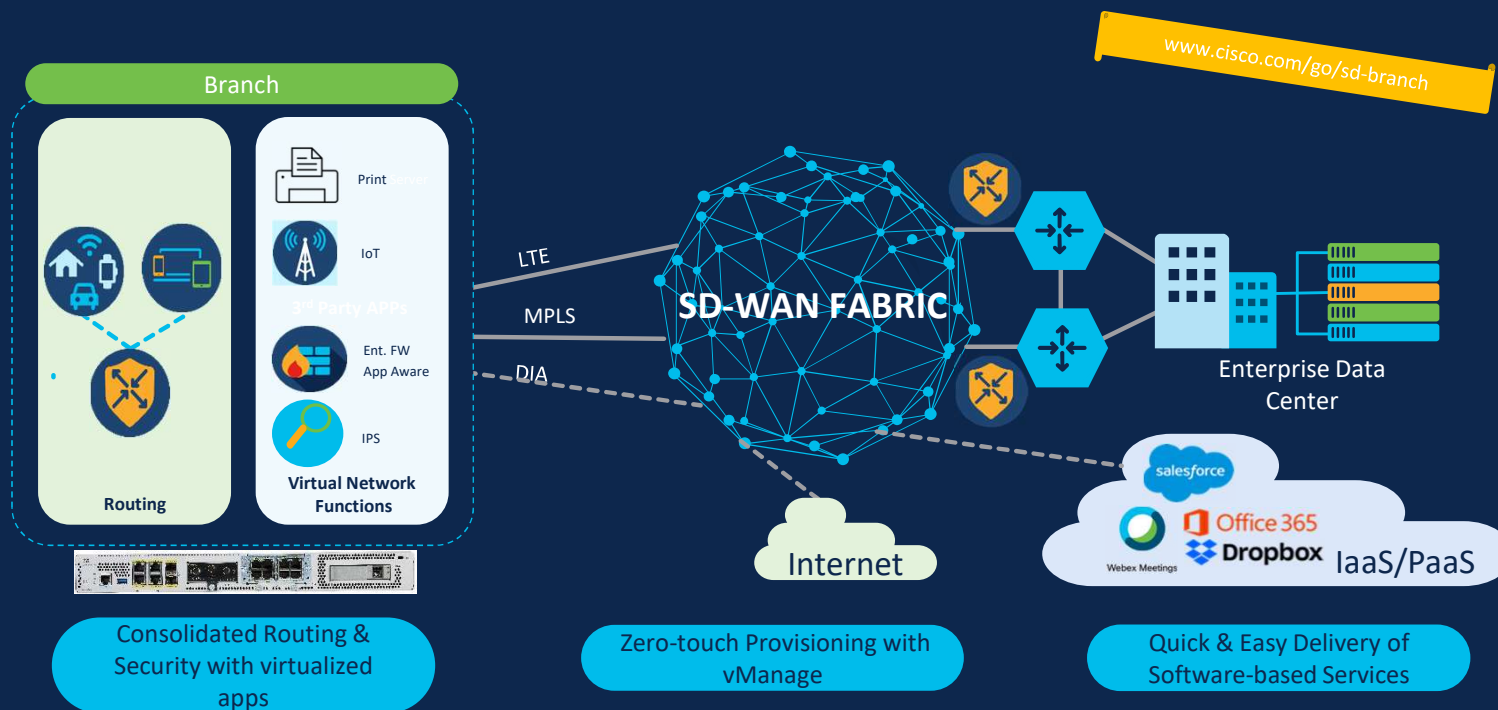 www.cisco.com/go/sd-branch
Branch
Print Server
IoT
3rd Party APPs
Ent. FW
App Aware
IPS
Virtual Network
Functions
Routing
LTE
MPLS
DIA
SD-WAN FABRIC
Enterprise Data
Center
Internet
salesforce
Office 365
Dropbox
Webex Meetings
IaaS/PaaS
Consolidated Routing &
Security with virtualized
apps
Zero-touch Provisioning with
vManage
Quick & Easy Delivery of
Software-based Services